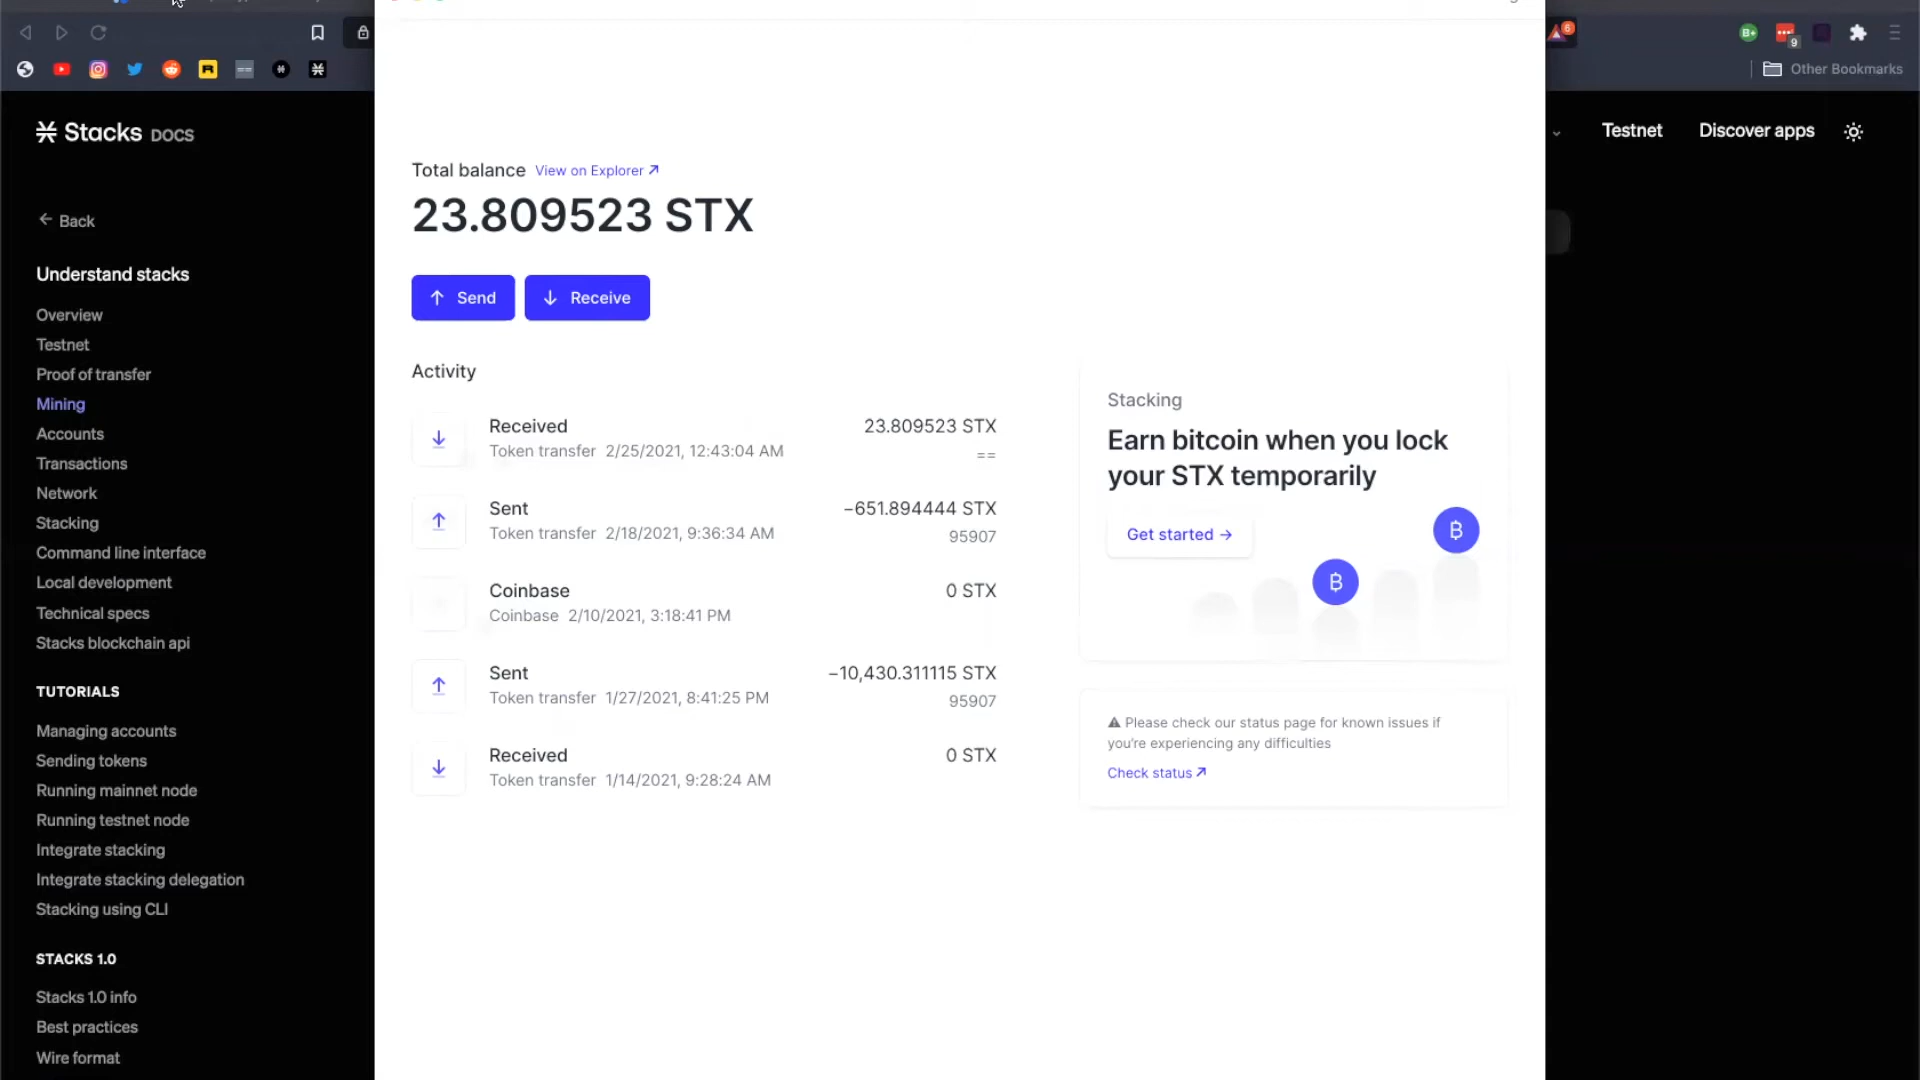 6
B+
9
Other Bookmarks
Stacks DOCS
Testnet
Discover apps
← Back
Understand stacks
Overview
Testnet
Proof of transfer
Mining
Accounts
Transactions
Network
Stacking
Command line interface
Local development
Technical specs
Stacks blockchain api
TUTORIALS
Managing accounts
Sending tokens
Running mainnet node
Running testnet node
Integrate stacking
Integrate stacking delegation
Stacking using CLI
STACKS 1.0
Stacks 1.0 info
Best practices
Wire format
Total balance View on Explorer ↗
23.809523 STX
↑ Send
↓ Receive
Activity
Received 23.809523 STX
Token transfer 2/25/2021, 12:43:04 AM ==
Sent −651.894444 STX
Token transfer 2/18/2021, 9:36:34 AM 95907
Coinbase 0 STX
Coinbase 2/10/2021, 3:18:41 PM
Sent −10,430.311115 STX
Token transfer 1/27/2021, 8:41:25 PM 95907
Received 0 STX
Token transfer 1/14/2021, 9:28:24 AM
Stacking
Earn bitcoin when you lock
your STX temporarily
Get started →
⚠ Please check our status page for known issues if
you're experiencing any difficulties
Check status ↗